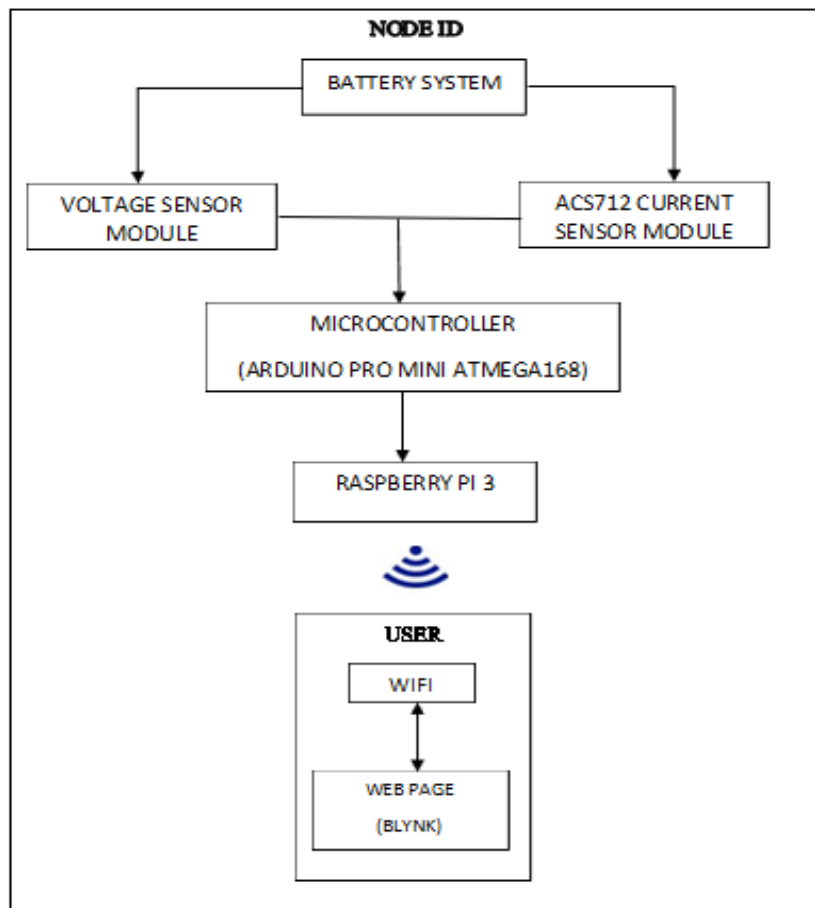 NODE ID
BATTERY SYSTEM
VOLTAGE SENSOR
MODULE
ACS712 CURRENT
SENSOR MODULE
MICROCONTROLLER
(ARDUINO PRO MINI ATMEGA168)
RASPBERRY PI 3
USER
WIFI
WEB PAGE
(BLYNK)